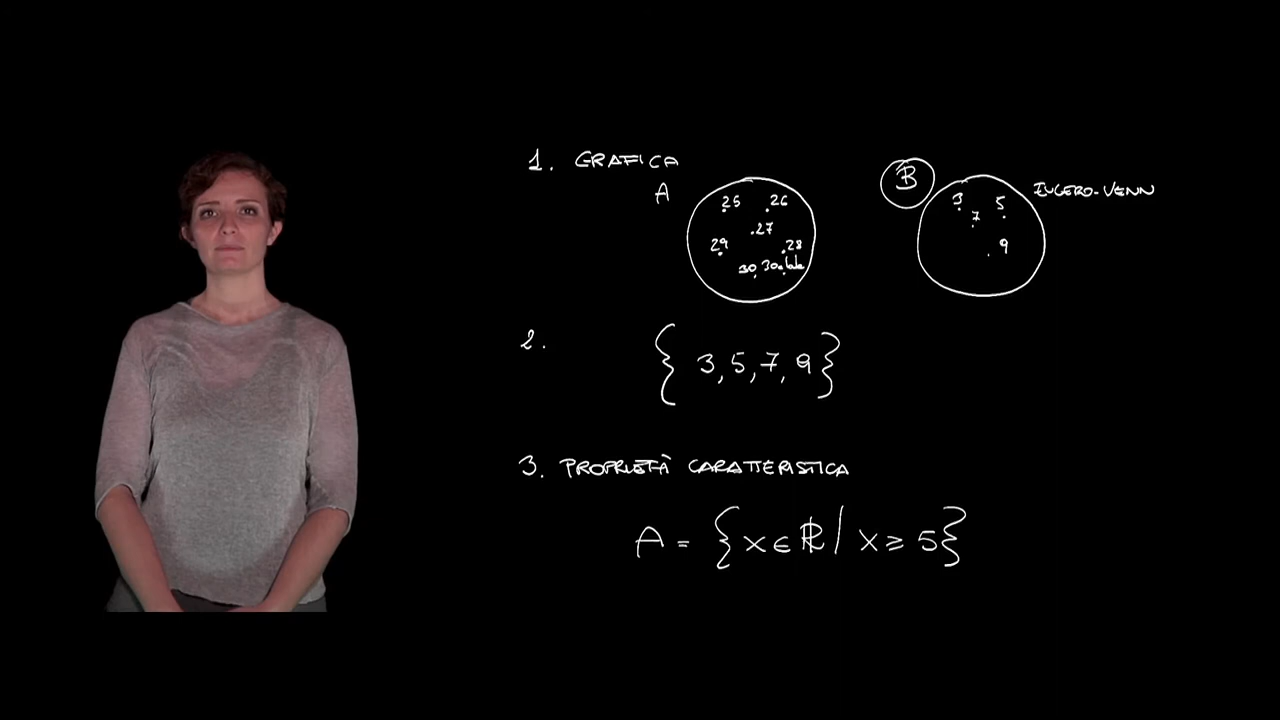 1. GRAFICA
A
25 26
27
29 28
30 30 e lode
B
EULERO-VENN
3 5
7
9
2. { 3, 5, 7, 9 }
3. PROPRIETÀ CARATTERISTICA
A = { x ∈ ℝ / x ≥ 5 }